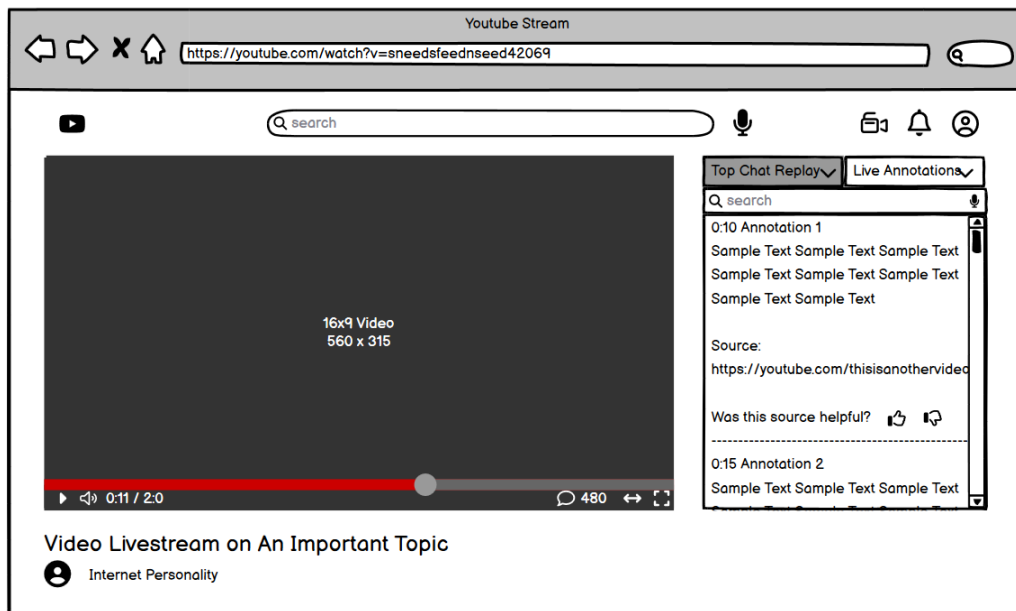 Youtube Stream
https://youtube.com/watch?v=sneedsfeednseed42069
search
Top Chat Replay
Live Annotations
search
0:10 Annotation 1
Sample Text Sample Text Sample Text
Sample Text Sample Text Sample Text
Sample Text Sample Text
Source:
https://youtube.com/thisisanothervideo
Was this source helpful?
0:15 Annotation 2
Sample Text Sample Text Sample Text
16x9 Video
560 x 315
0:11 / 2:0
480
Video Livestream on An Important Topic
Internet Personality